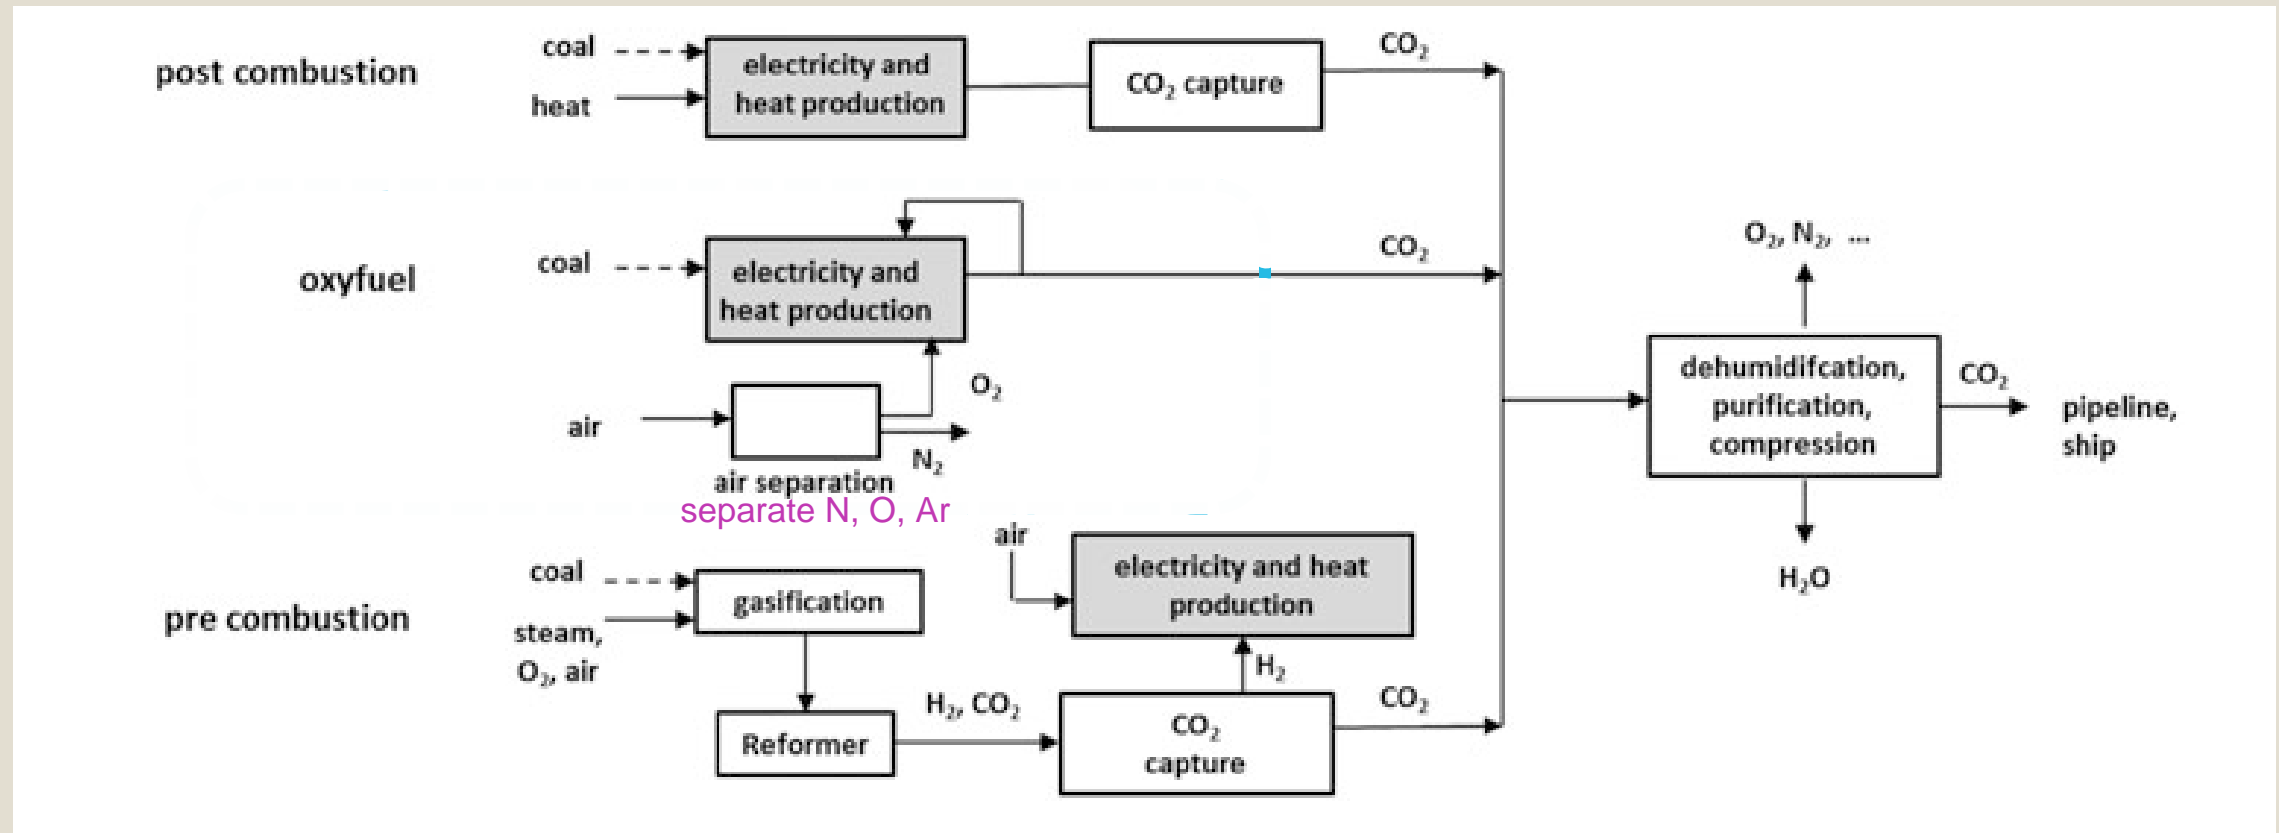 post combustion
coal
heat
electricity and
heat production
CO₂ capture
CO₂
oxyfuel
coal
electricity and
heat production
CO₂
air
O₂
N₂
air separation
separate N, O, Ar
pre combustion
coal
steam,
O₂, air
gasification
Reformer
H₂, CO₂
air
electricity and heat
production
H₂
CO₂
capture
CO₂
O₂, N₂, ...
dehumidifcation,
purification,
compression
H₂O
CO₂
pipeline,
ship